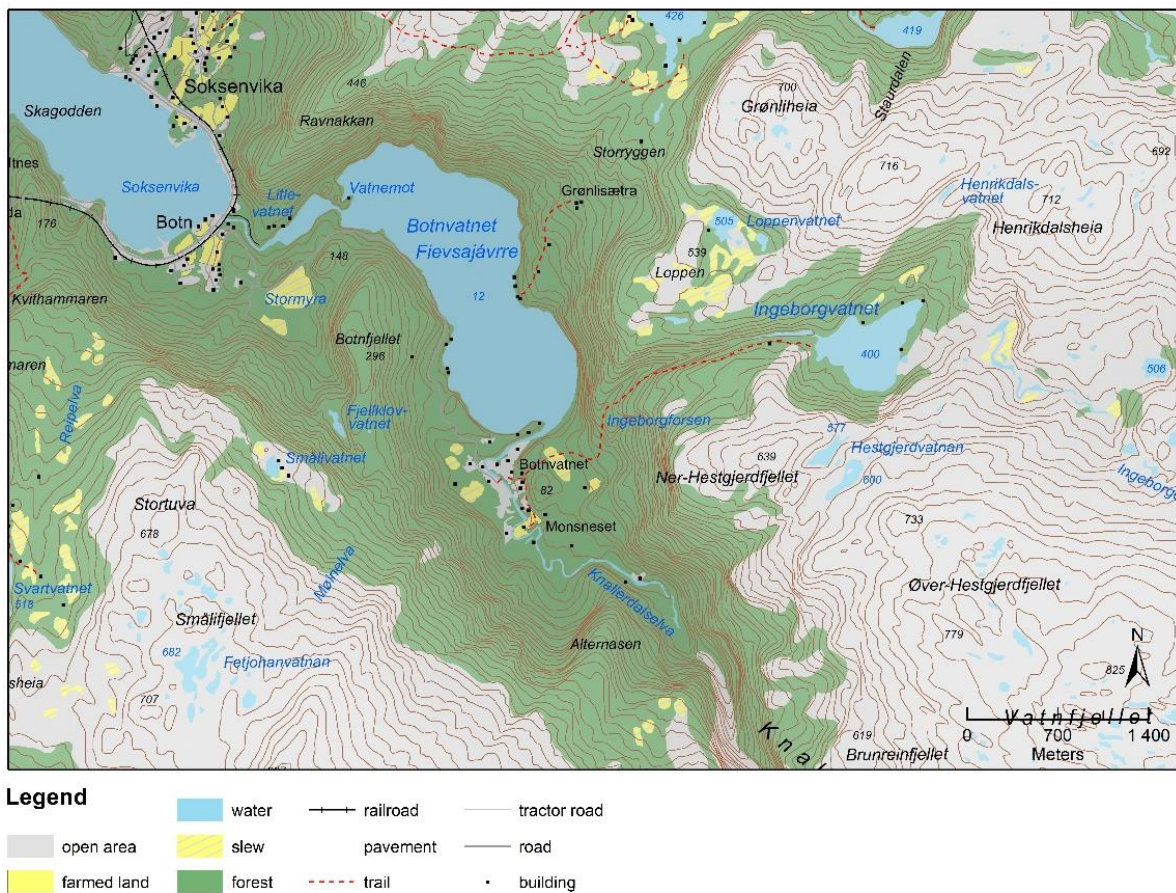 426
419
Soksenvika
446
Ravnakkan
Skagodden
700
Grønliheia
Staurdalen
692
716
Storryggen
ltnes
Soksenvika
Litle-
vatnet
Vatnemot
Grønlisætra
Henrikdals-
vatnet
712
Henrikdalsheia
da
176
Botn
Botnvatnet
Fievsajávrre
505
Loppenvatnet
539
Loppen
148
Kvithammaren
Stormyra
12
Ingeborgvatnet
Botnfjellet
296
400
maren
506
Reipelva
Fjellklov-
vatnet
Ingeborgforsen
577
Hestgjerdvatnan
Smålivatnet
Botnvatnet
639
Ner-Hestgjerdfjellet
600
Ingeborg
82
Stortuva
678
Monsneset
733
Svartvatnet
518
Mølnelva
Knallerdalselva
Øver-Hestgjerdfjellet
Smålifjellet
Alternasen
779
682
Fetjohanvatnan
sheia
N
825
707
Vatnfjellet
0 700 1 400
Meters
619
Brunreinfjellet
Legend
water
railroad
tractor road
open area
slew
pavement
road
farmed land
forest
trail
building